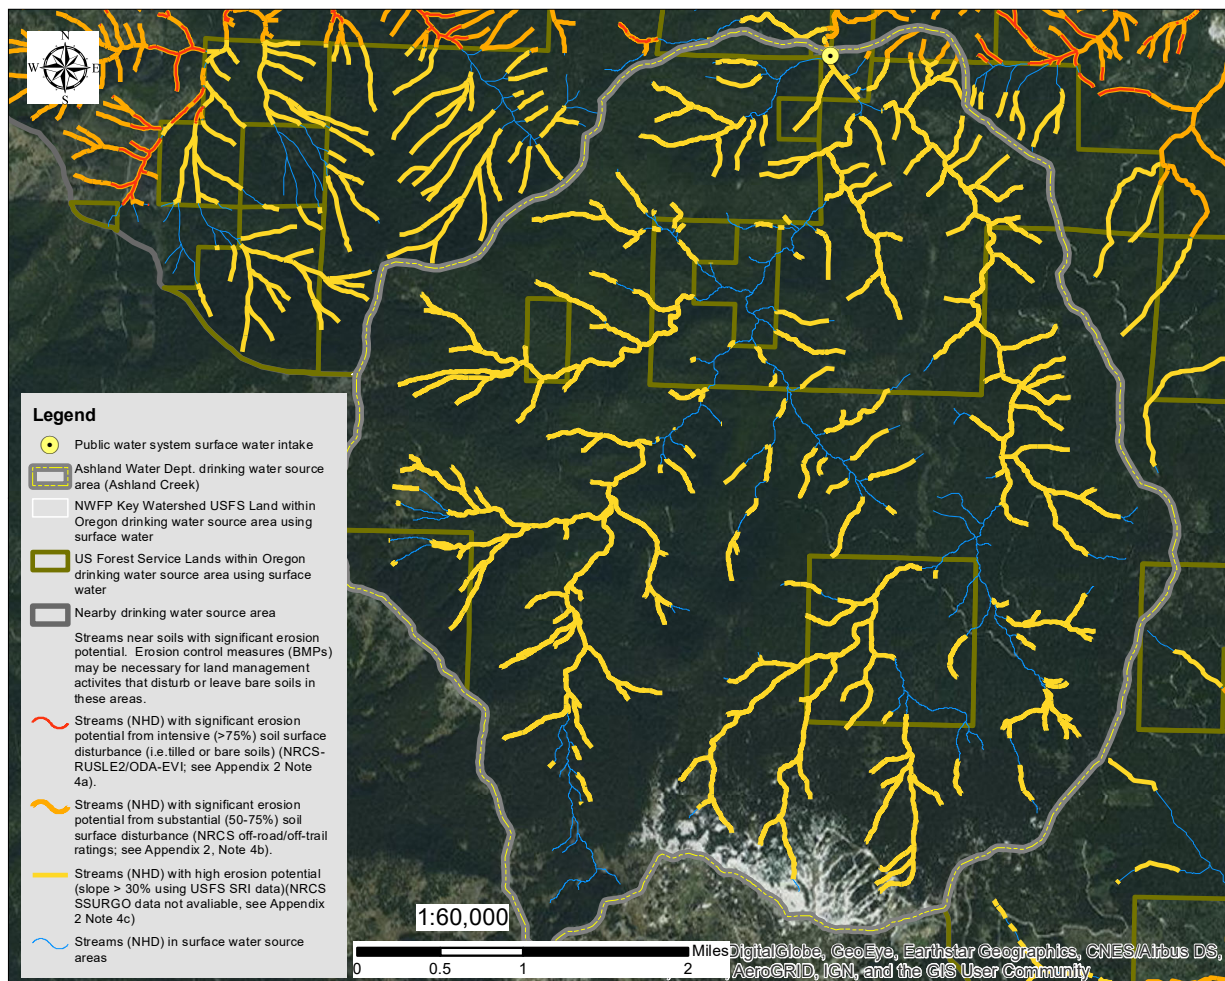 N
W
E
S
Legend
Public water system surface water intake
Ashland Water Dept. drinking water source
area (Ashland Creek)
NWFP Key Watershed USFS Land within
Oregon drinking water source area using
surface water
US Forest Service Lands within Oregon
drinking water source area using surface
water
Nearby drinking water source area
Streams near soils with significant erosion
potential.  Erosion control measures (BMPs)
may be necessary for land management
activites that disturb or leave bare soils in
these areas.
Streams (NHD) with significant erosion
potential from intensive (>75%) soil surface
disturbance (i.e.tilled or bare soils) (NRCS-
RUSLE2/ODA-EVI; see Appendix 2 Note
4a).
Streams (NHD) with significant erosion
potential from substantial (50-75%) soil
surface disturbance (NRCS off-road/off-trail
ratings; see Appendix 2, Note 4b).
Streams (NHD) with high erosion potential
(slope > 30% using USFS SRI data)(NRCS
SSURGO data not avaliable, see Appendix
2 Note 4c)
Streams (NHD) in surface water source
areas
1:60,000
Miles
0 0.5 1 2
DigitalGlobe, GeoEye, Earthstar Geographics, CNES/Airbus DS,
AeroGRID, IGN, and the GIS User Community